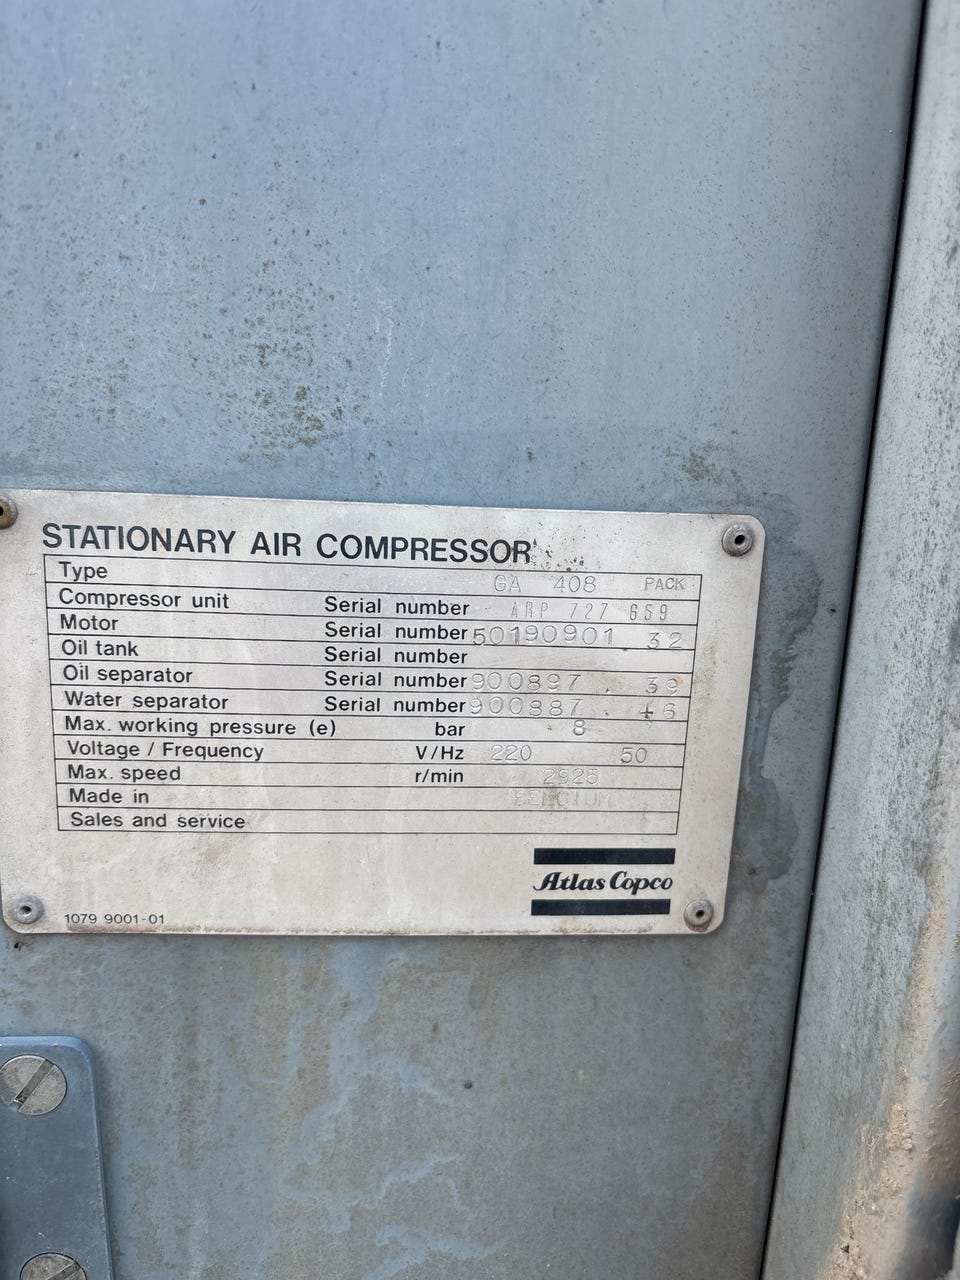 STATIONARY AIR COMPRESSOR
Type GA 408 PACK
Compressor unit Serial number ARP 727 659
Motor Serial number 50190901 32
Oil tank Serial number
Oil separator Serial number 900897 . 39
Water separator Serial number 900887 . 46
Max. working pressure (e) bar 8
Voltage / Frequency V/Hz 220 50
Max. speed r/min 2925
Made in BELGIUM
Sales and service
Atlas Copco
1079 9001-01